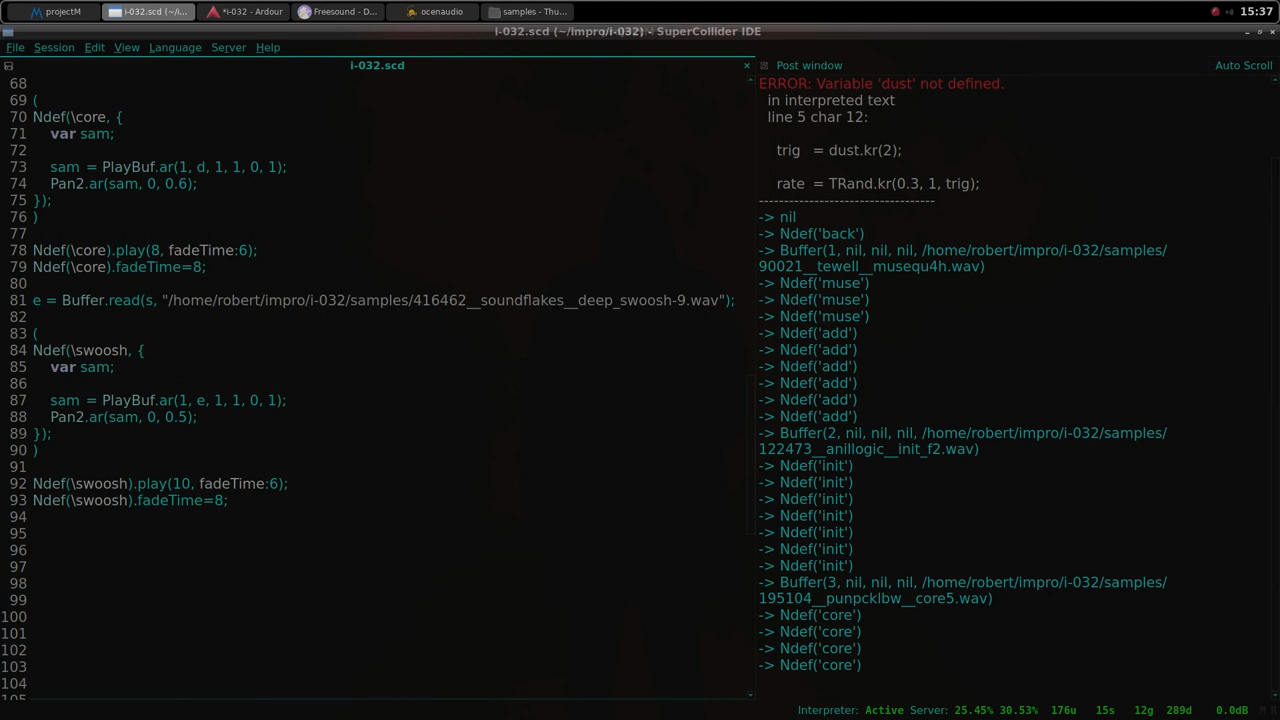 projectM
i-032.scd (~/i...
*i-032 - Ardour
Freesound - D...
ocenaudio
samples - Thu...
15:37
i-032.scd (~/impro/i-032) - SuperCollider IDE
File Session Edit View Language Server Help
i-032.scd
68
69 (
70 Ndef(\core, {
71 var sam;
72
73 sam = PlayBuf.ar(1, d, 1, 1, 0, 1);
74 Pan2.ar(sam, 0, 0.6);
75 });
76 )
77
78 Ndef(\core).play(8, fadeTime:6);
79 Ndef(\core).fadeTime=8;
80
81 e = Buffer.read(s, "/home/robert/impro/i-032/samples/416462__soundflakes__deep_swoosh-9.wav");
82
83 (
84 Ndef(\swoosh, {
85 var sam;
86
87 sam = PlayBuf.ar(1, e, 1, 1, 0, 1);
88 Pan2.ar(sam, 0, 0.5);
89 });
90 )
91
92 Ndef(\swoosh).play(10, fadeTime:6);
93 Ndef(\swoosh).fadeTime=8;
94
95
96
97
98
99
100
101
102
103
104
105
Post window
Auto Scroll
ERROR: Variable 'dust' not defined.
in interpreted text
line 5 char 12:
trig = dust.kr(2);
rate = TRand.kr(0.3, 1, trig);
-----------------------------------
-> nil
-> Ndef('back')
-> Buffer(1, nil, nil, nil, /home/robert/impro/i-032/samples/
90021__tewell__musequ4h.wav)
-> Ndef('muse')
-> Ndef('muse')
-> Ndef('muse')
-> Ndef('add')
-> Ndef('add')
-> Ndef('add')
-> Ndef('add')
-> Ndef('add')
-> Ndef('add')
-> Buffer(2, nil, nil, nil, /home/robert/impro/i-032/samples/
122473__anillogic__init_f2.wav)
-> Ndef('init')
-> Ndef('init')
-> Ndef('init')
-> Ndef('init')
-> Ndef('init')
-> Ndef('init')
-> Ndef('init')
-> Buffer(3, nil, nil, nil, /home/robert/impro/i-032/samples/
195104__punpcklbw__core5.wav)
-> Ndef('core')
-> Ndef('core')
-> Ndef('core')
-> Ndef('core')
Interpreter: Active Server: 25.45% 30.53% 176u 15s 12g 289d 0.0dB